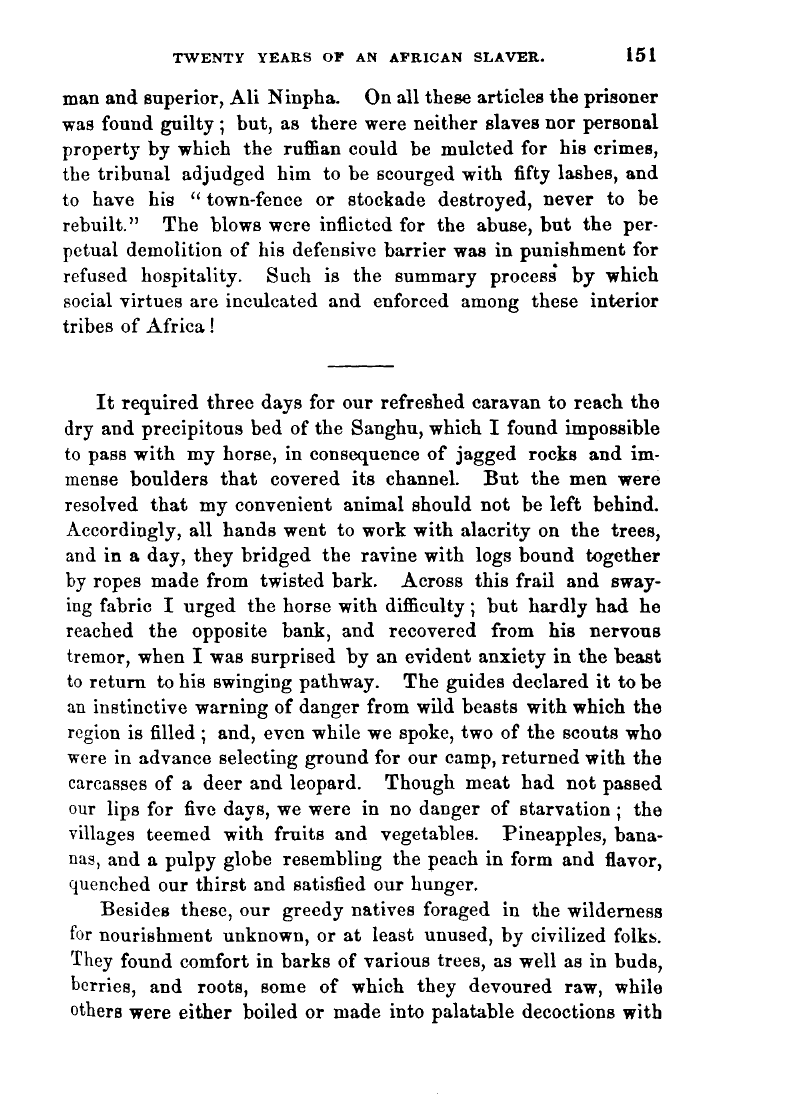 TWENTY YEARS OF AN AFRICAN SLAVER. 151
man and superior, Ali Ninpha. On all these articles the prisoner
was found guilty ; but, as there were neither slaves nor personal
property by which the ruffian could be mulcted for his crimes,
the tribunal adjudged him to be scourged with fifty lashes, and
to have his “ town-fence or stockade destroyed, never to be
rebuilt.” The blows were inflicted for the abuse, but the per-
petual demolition of his defensive barrier was in punishment for
refused hospitality. Such is the summary process by which
social virtues are inculcated and enforced among these interior
tribes of Africa !
It required three days for our refreshed caravan to reach the
dry and precipitous bed of the Sanghu, which I found impossible
to pass with my horse, in consequence of jagged rocks and im-
mense boulders that covered its channel. But the men were
resolved that my convenient animal should not be left behind.
Accordingly, all hands went to work with alacrity on the trees,
and in a day, they bridged the ravine with logs bound together
by ropes made from twisted bark. Across this frail and sway-
ing fabric I urged the horse with difficulty ; but hardly had he
reached the opposite bank, and recovered from his nervous
tremor, when I was surprised by an evident anxiety in the beast
to return to his swinging pathway. The guides declared it to be
an instinctive warning of danger from wild beasts with which the
region is filled ; and, even while we spoke, two of the scouts who
were in advance selecting ground for our camp, returned with the
carcasses of a deer and leopard. Though meat had not passed
our lips for five days, we were in no danger of starvation ; the
villages teemed with fruits and vegetables. Pineapples, bana-
nas, and a pulpy globe resembling the peach in form and flavor,
quenched our thirst and satisfied our hunger.
Besides these, our greedy natives foraged in the wilderness
for nourishment unknown, or at least unused, by civilized folks.
They found comfort in barks of various trees, as well as in buds,
berries, and roots, some of which they devoured raw, while
others were either boiled or made into palatable decoctions with